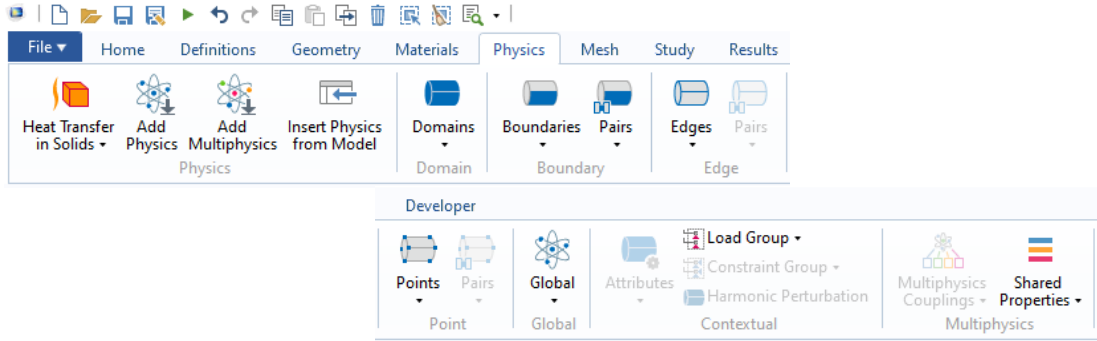 File Home Definitions Geometry Materials Physics Mesh Study Results
Heat Transfer Add Add Insert Physics Domains Boundaries Pairs Edges Pairs
in Solids Physics Multiphysics from Model
Physics Domain Boundary Edge
Developer
Load Group
Points Pairs Global Attributes Constraint Group Multiphysics Shared
Harmonic Perturbation Couplings Properties
Point Global Contextual Multiphysics